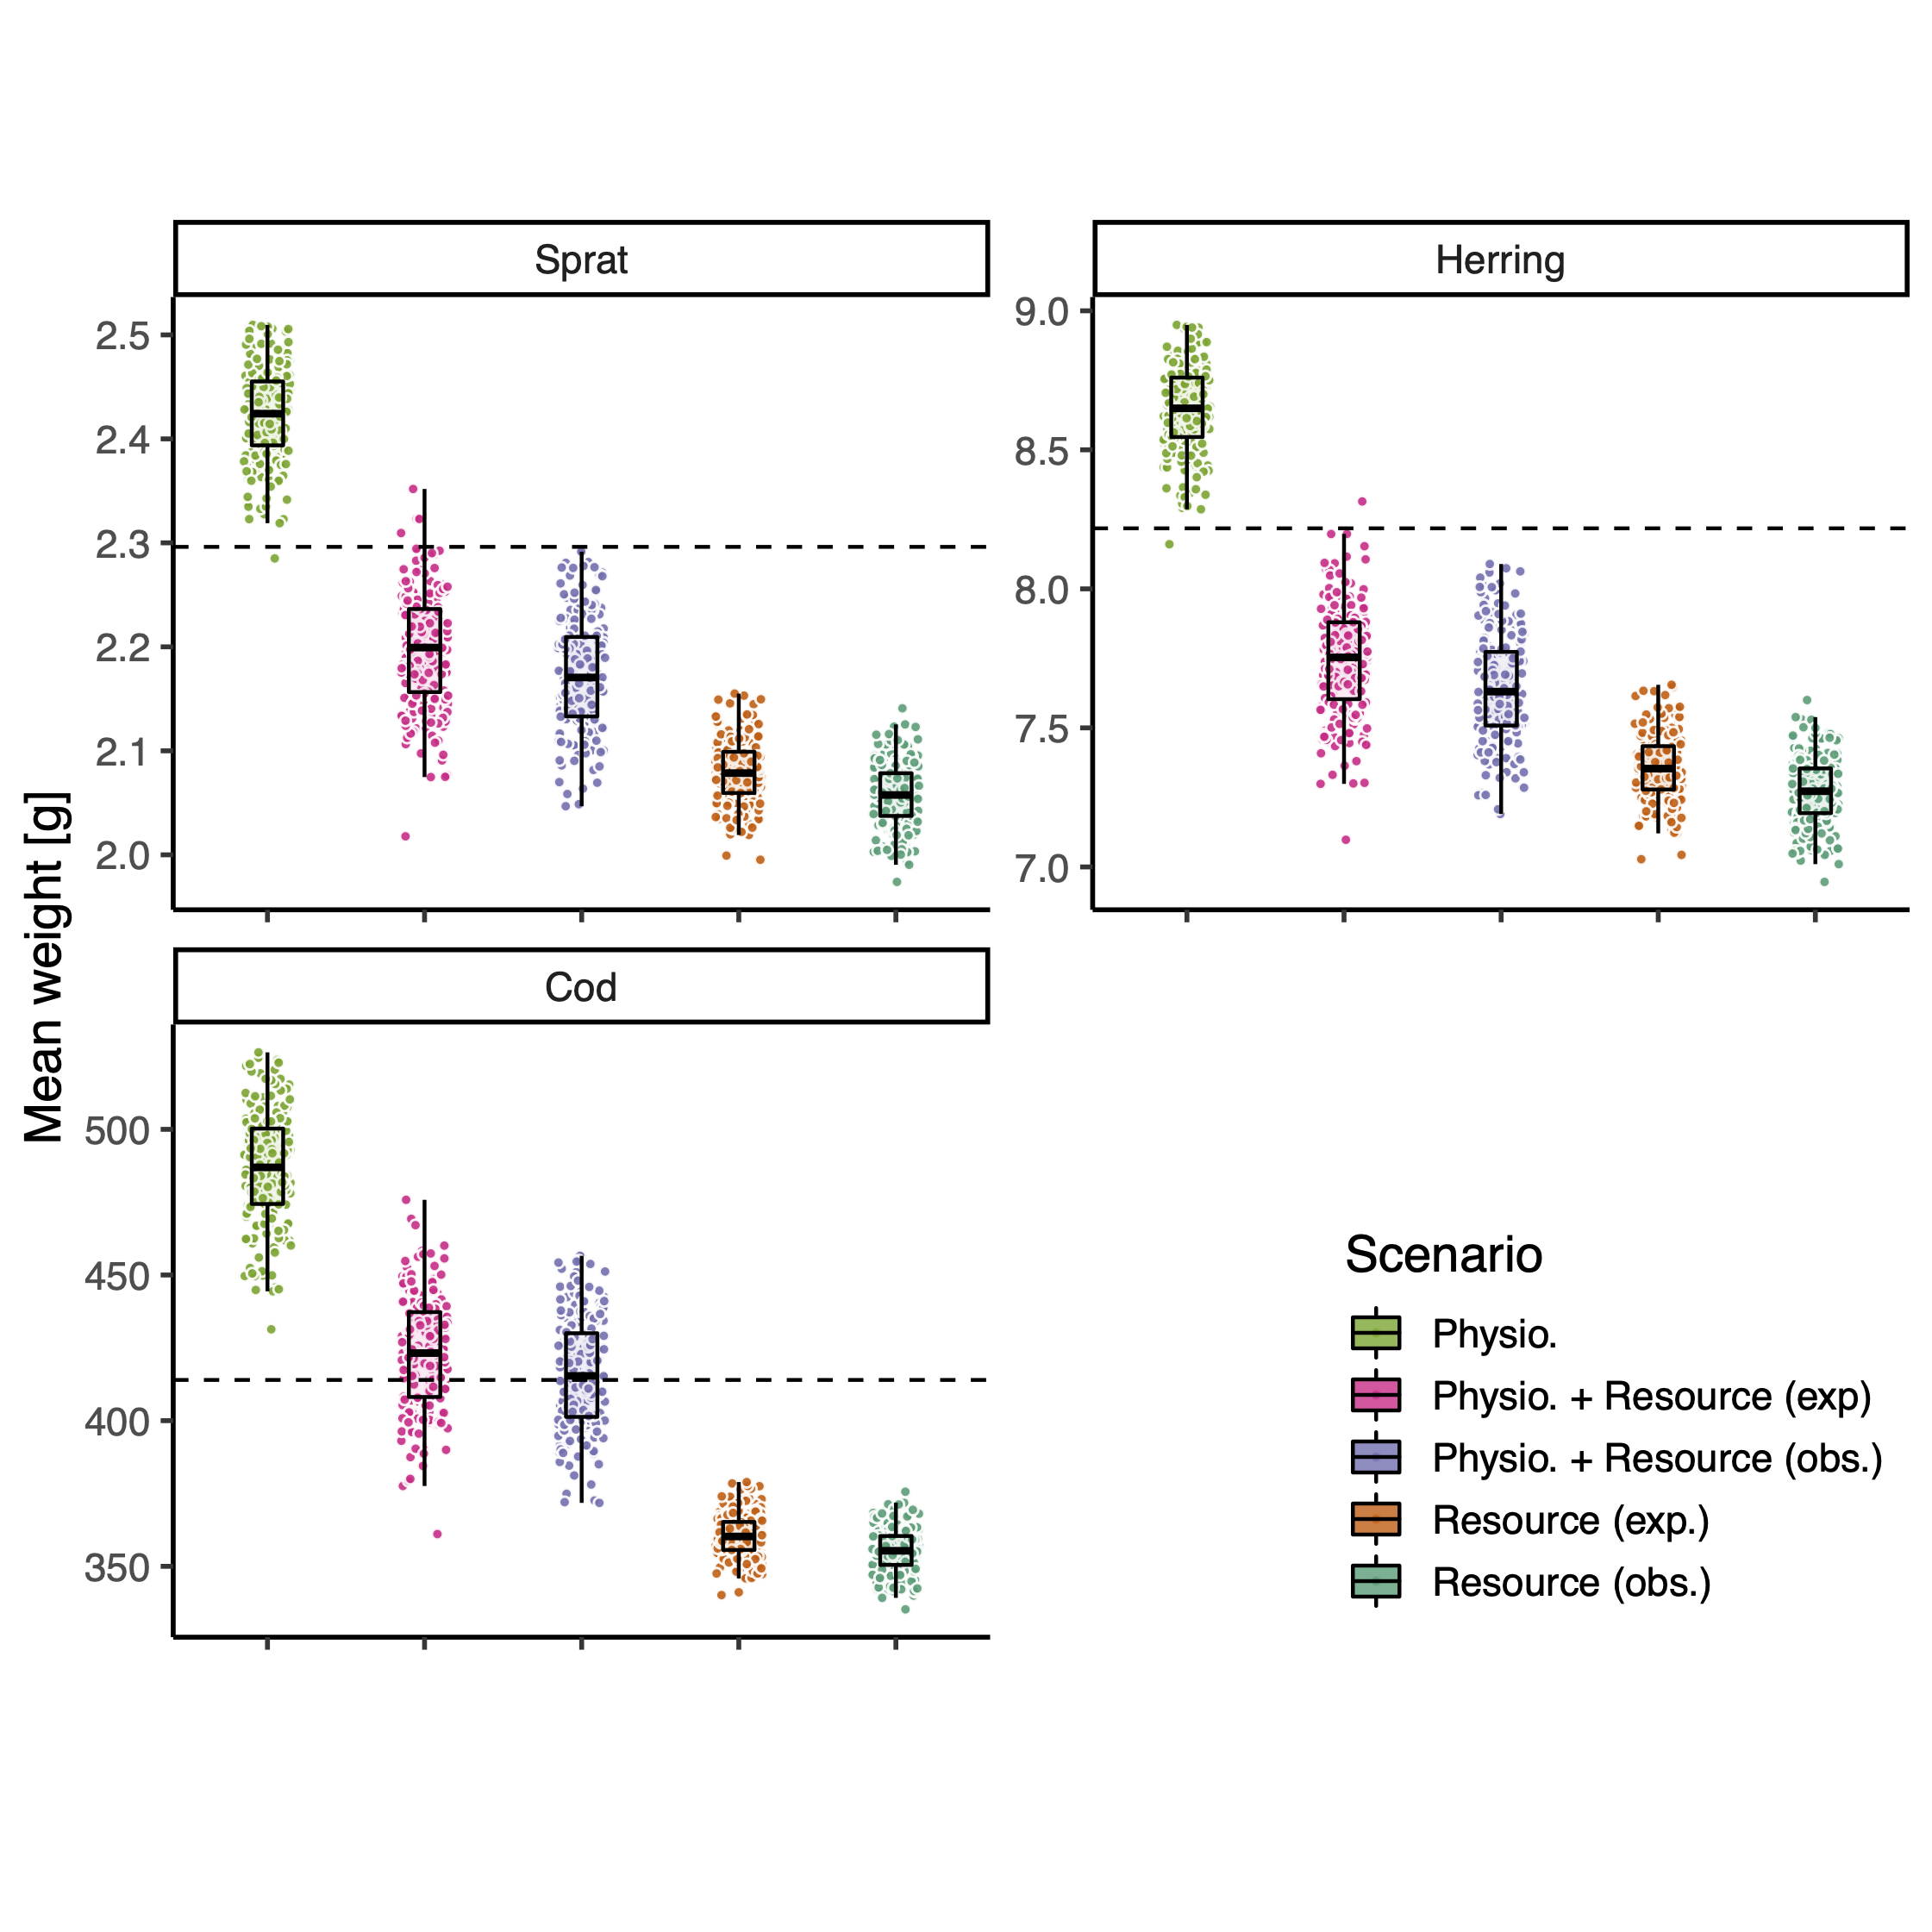 Sprat
Herring
2.5
2.4
2.3
2.2
2.1
2.0
9.0
8.5
8.0
7.5
7.0
Mean weight [g]
Cod
500
450
400
350
Scenario
Physio.
Physio. + Resource (exp)
Physio. + Resource (obs.)
Resource (exp.)
Resource (obs.)